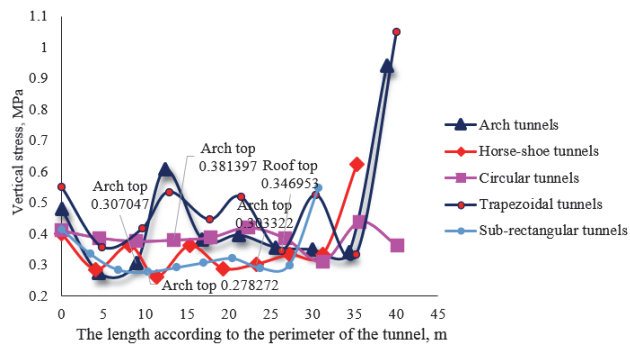 1.1
1
0.9
0.8
0.7
0.6
0.5
0.4
0.3
0.2
Vertical stress, MPa
0
5
10
15
20
25
30
35
40
45
The length according to the perimeter of the tunnel, m
Arch top
0.307047
Arch top
0.381397
Roof top
0.346953
Arch top
0.303322
Arch top 0.278272
Arch tunnels
Horse-shoe tunnels
Circular tunnels
Trapezoidal tunnels
Sub-rectangular tunnels